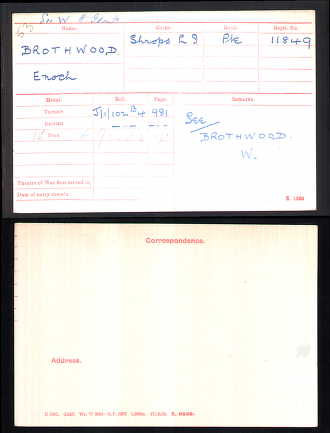 Name. Corps. Rank. Regtl. No.
BROTHWOOD. Shrops L I Pte 11849
Enoch
Medal. Roll. Page. Remarks.
Victory J/1/102 B4 981
British
Star
See
BROTHWOOD.
W.
Theatre of War first served in
Date of entry therein
K. 1380
Correspondence.
Address.